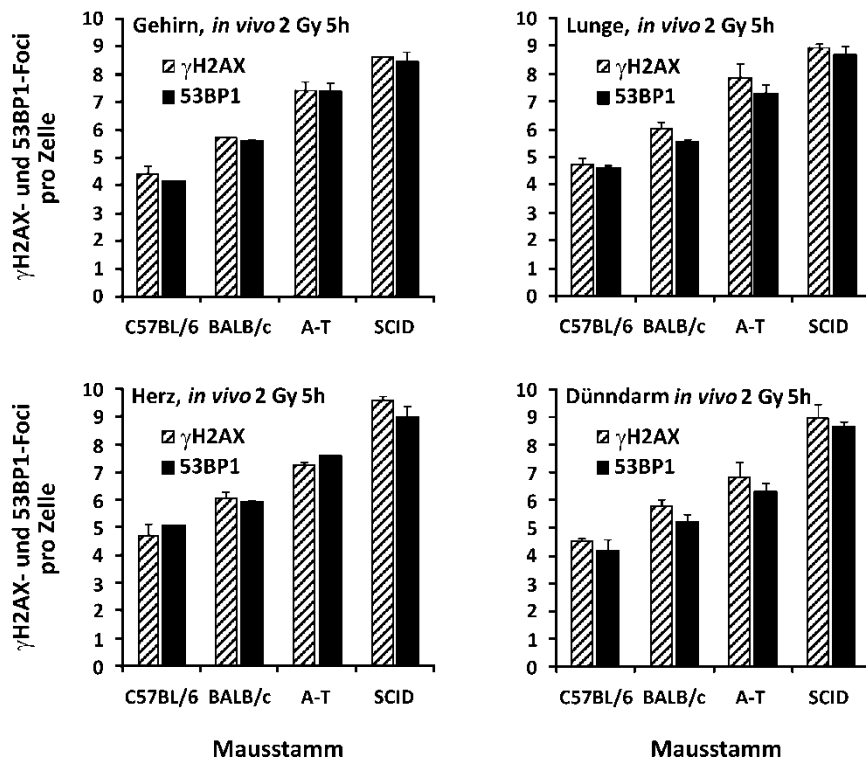 Gehirn, in vivo 2 Gy 5h
γH2AX
53BP1
γH2AX- und 53BP1-Foci
pro Zelle
10
9
8
7
6
5
4
3
2
1
0
C57BL/6 BALB/c A-T SCID
Lunge, in vivo 2 Gy 5h
γH2AX
53BP1
10
9
8
7
6
5
4
3
2
1
0
C57BL/6 BALB/c A-T SCID
Herz, in vivo 2 Gy 5h
γH2AX
53BP1
γH2AX- und 53BP1-Foci
pro Zelle
10
9
8
7
6
5
4
3
2
1
0
C57BL/6 BALB/c A-T SCID
Mausstamm
Dünndarm in vivo 2 Gy 5h
γH2AX
53BP1
10
9
8
7
6
5
4
3
2
1
0
C57BL/6 BALB/c A-T SCID
Mausstamm